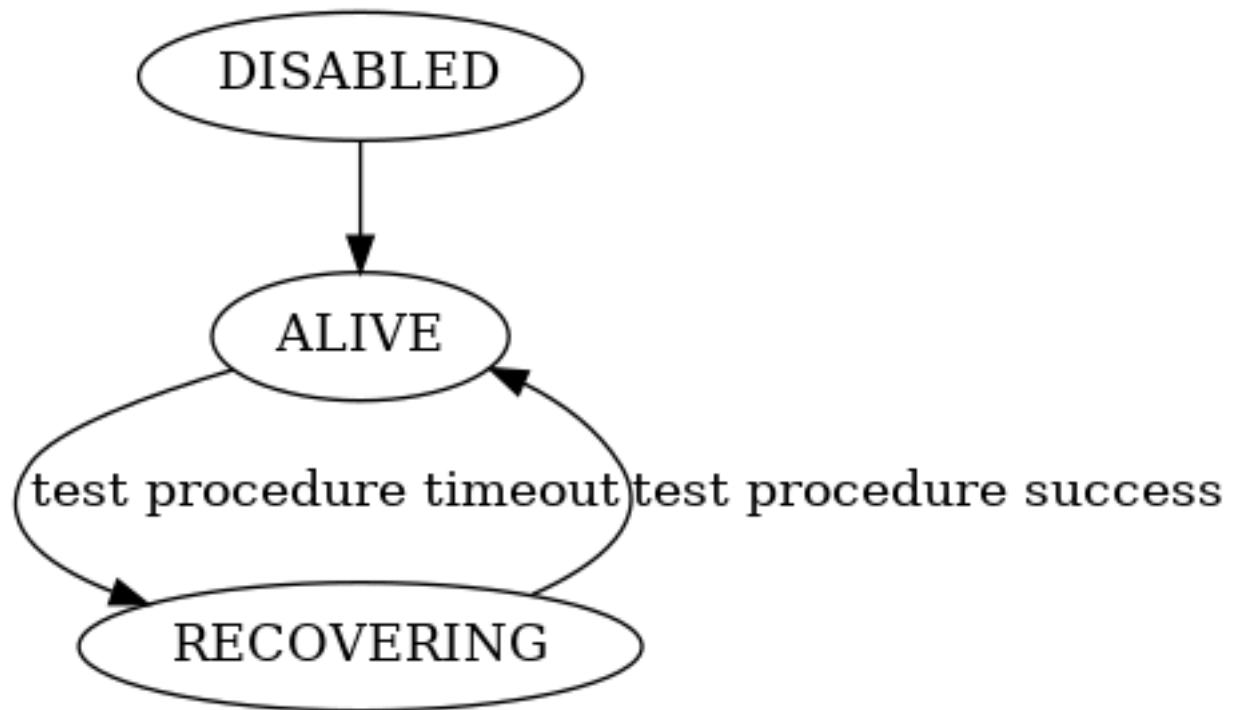 DISABLED
ALIVE
test procedure timeout
test procedure success
RECOVERING